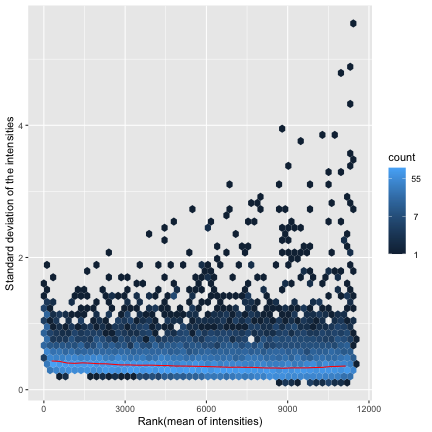 Standard deviation of the intensities
4
2
0
0 3000 6000 9000 12000
Rank(mean of intensities)
count
55
7
1